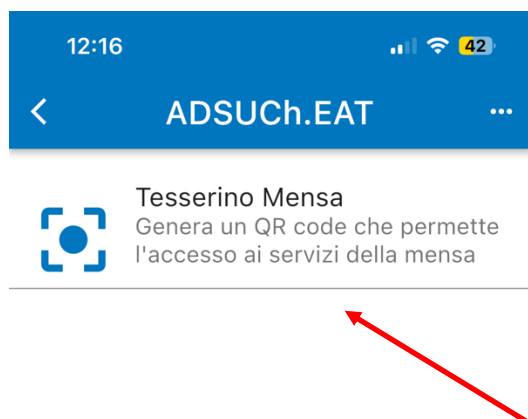 12:16
42
ADSUCh.EAT
Tesserino Mensa
Genera un QR code che permette
l'accesso ai servizi della mensa